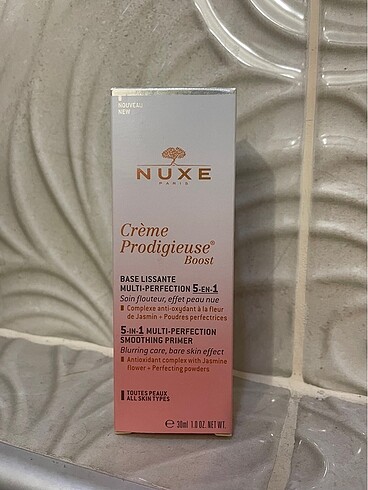 NOUVEAU
NEW
NUXE
PARIS
Crème
Prodigieuse®
Boost
BASE LISSANTE
MULTI-PERFECTION 5-EN-1
Soin flouteur, effet peau nue
Complexe anti-oxydant à la fleur
de Jasmin + Poudres perfectrices
5-IN-1 MULTI-PERFECTION
SMOOTHING PRIMER
Blurring care, bare skin effect
Antioxidant complex with Jasmine
flower + Perfecting powders
TOUTES PEAUX
ALL SKIN TYPES
℮ 30ml 1.0 OZ. NET WT.